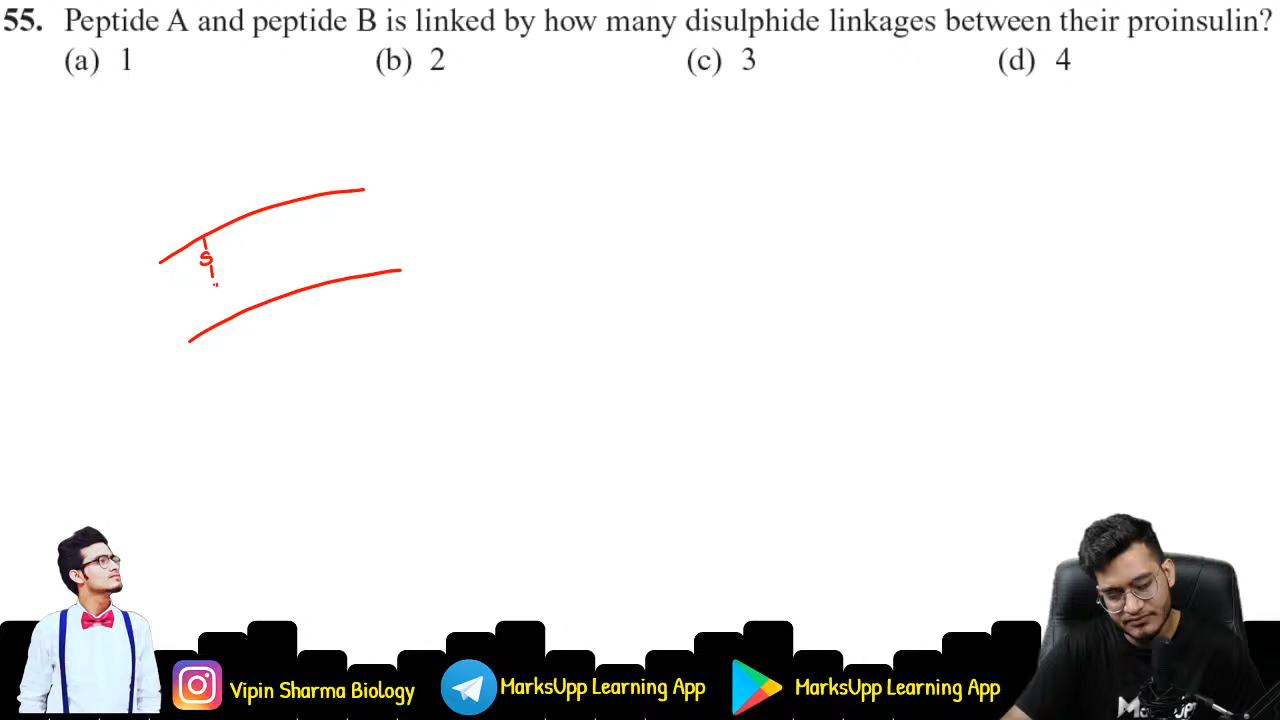 55. Peptide A and peptide B is linked by how many disulphide linkages between their proinsulin?
(a) 1 (b) 2 (c) 3 (d) 4
S
Vipin Sharma Biology MarksUpp Learning App MarksUpp Learning App